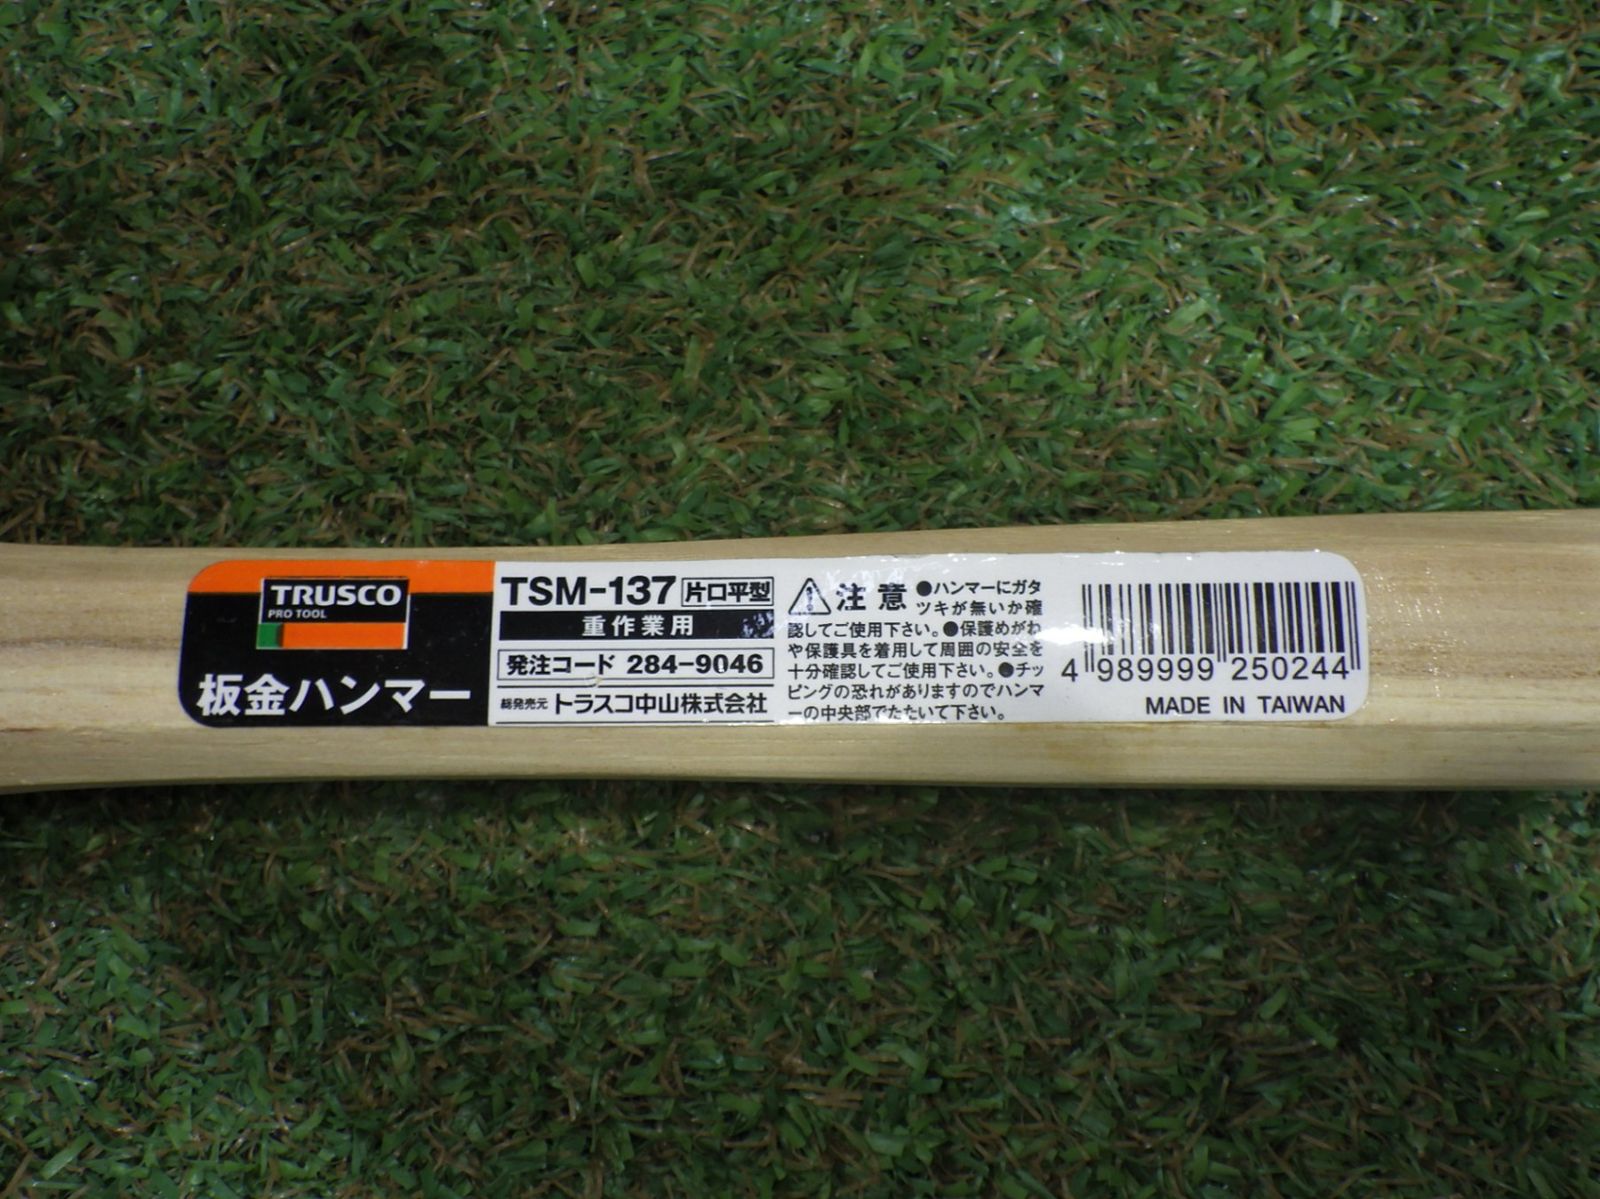 TRUSCO
PRO TOOL
板金ハンマー
TSM-137 片口平型
重作業用
発注コード 284-9046
総発売元 トラスコ中山株式会社
注意 ●ハンマーにガタ
ツキが無いか確
認してご使用下さい。●保護めがね
や保護具を着用して周囲の安全を
十分確認してご使用下さい。●チッ
ピングの恐れがありますのでハンマ
ーの中央部でたたいて下さい。
4 989999 250244
MADE IN TAIWAN